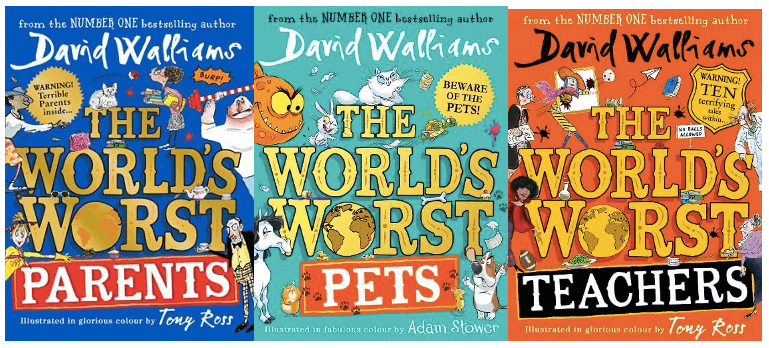 from the NUMBER ONE bestselling author
David Walliams
WARNING!
Terrible
Parents
inside...
BURP!
THE
WORLD'S
WORST
PARENTS
Illustrated in glorious colour by Tony Ross
from the NUMBER ONE bestselling author
David Walliams
BEWARE
OF THE
PETS!
THE
WORLD'S
WORST
PETS
Illustrated in fabulous colour by Adam Stower
from the NUMBER ONE bestselling author
David Walliams
WARNING!
TEN
terrifying
tales
within...
NO BALLS
ALLOWED
THE
WORLD'S
WORST
TEACHERS
Illustrated in glorious colour by Tony Ross